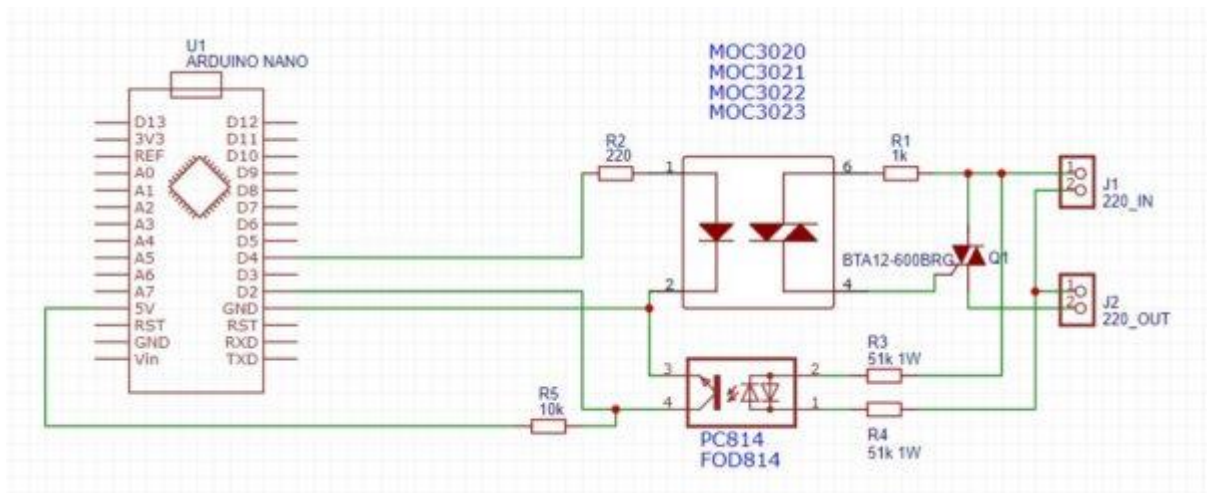 U1
ARDUINO NANO
D13
3V3
REF
A0
A1
A2
A3
A4
A5
A6
A7
5V
RST
GND
Vin
D12
D11
D10
D9
D8
D7
D6
D5
D4
D3
D2
GND
RST
RXD
TXD
MOC3020
MOC3021
MOC3022
MOC3023
R2
220
1
2
6
4
R1
1k
BTA12-600BRG
Q1
1
2
J1
220_IN
1
2
J2
220_OUT
R3
51k 1W
R4
51k 1W
3
4
2
1
PC814
FOD814
R5
10k